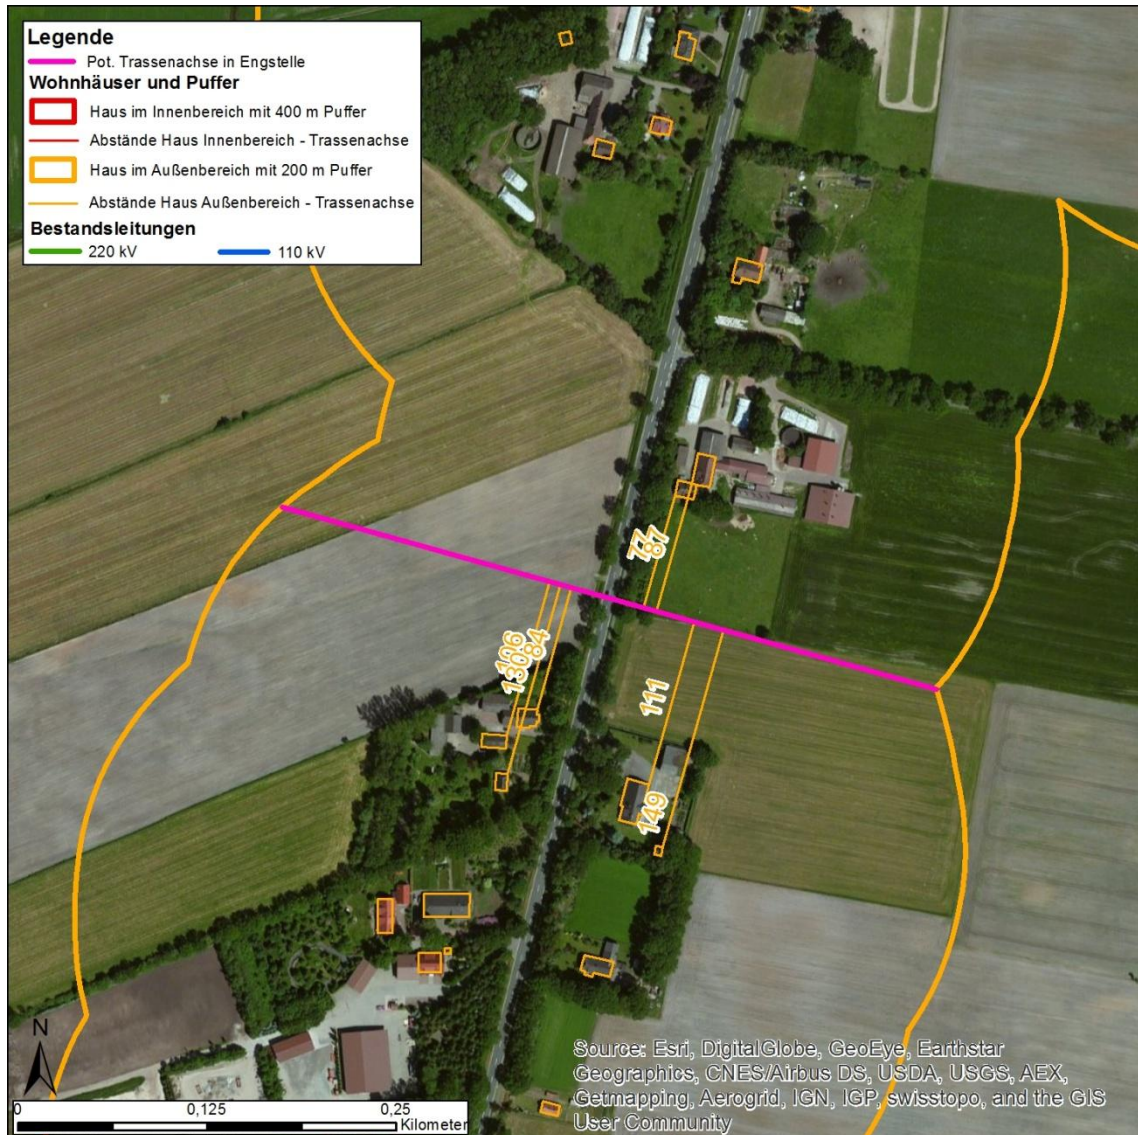 Legende
Pot. Trassenachse in Engstelle
Wohnhäuser und Puffer
Haus im Innenbereich mit 400 m Puffer
Abstände Haus Innenbereich - Trassenachse
Haus im Außenbereich mit 200 m Puffer
Abstände Haus Außenbereich - Trassenachse
Bestandsleitungen
220 kV 110 kV
77
87
106
84
130
111
149
N
0 0,125 0,25
Kilometer
Source: Esri, DigitalGlobe, GeoEye, Earthstar
Geographics, CNES/Airbus DS, USDA, USGS, AEX,
Getmapping, Aerogrid, IGN, IGP, swisstopo, and the GIS
User Community